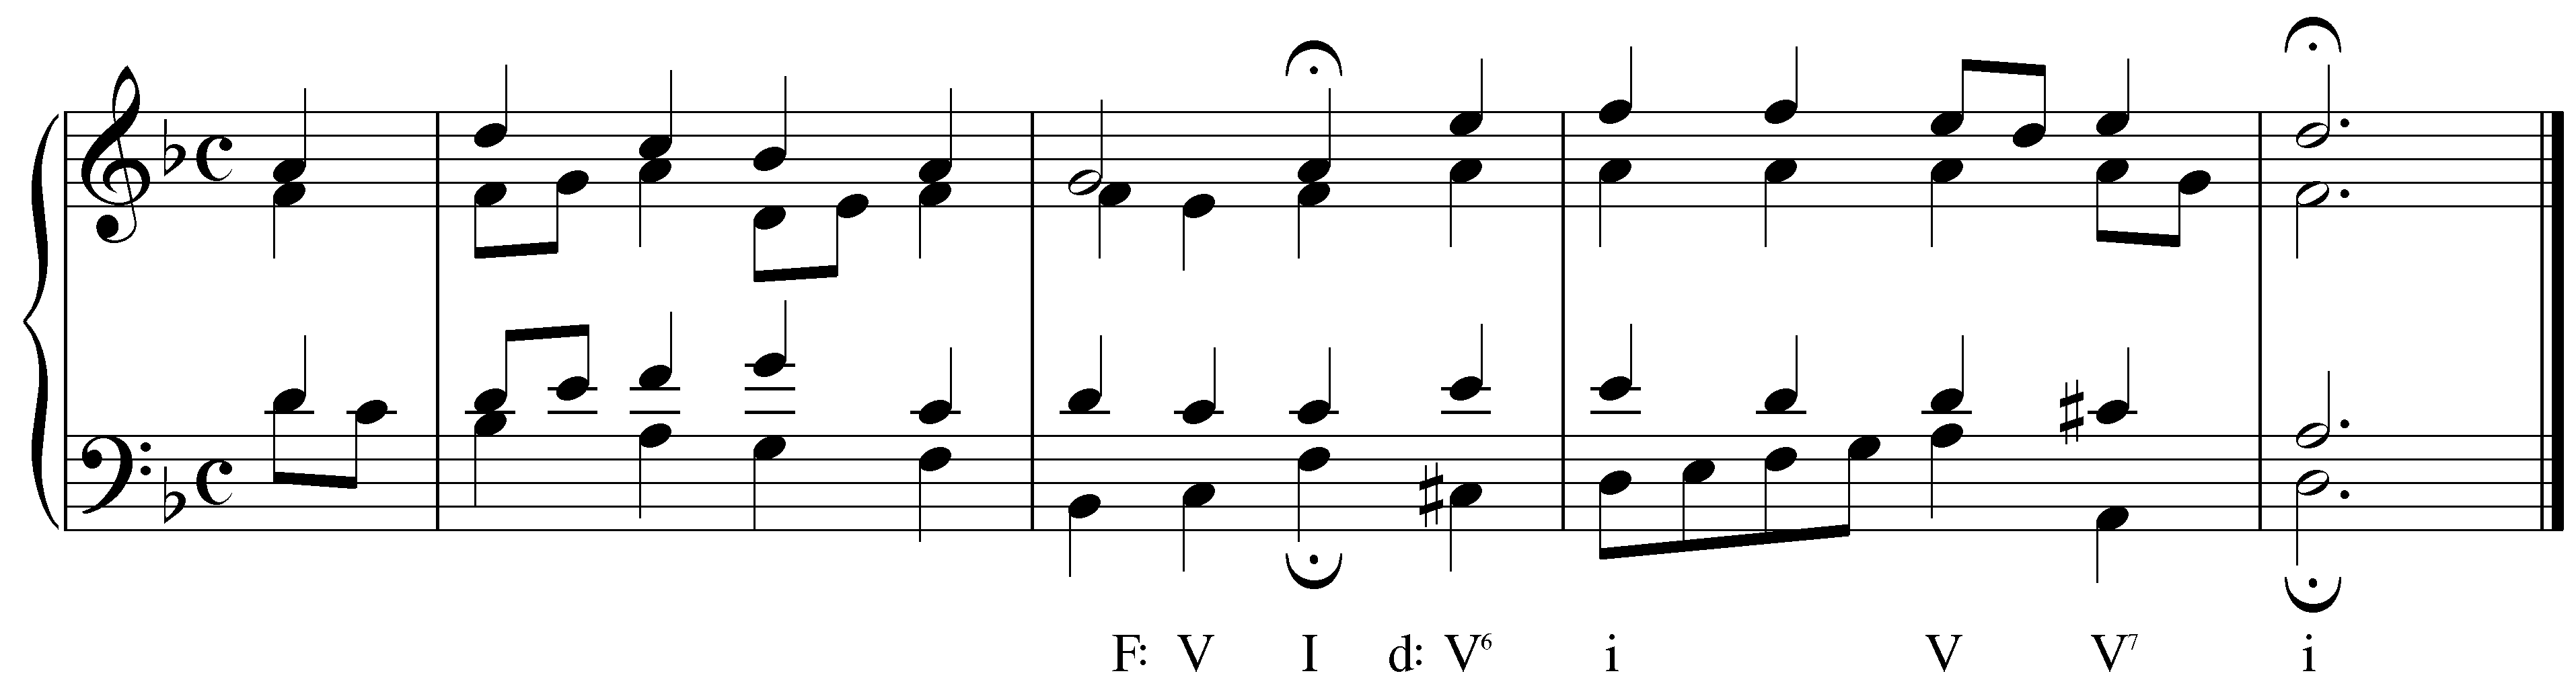 F: V I d: V⁶ i V V⁷ i